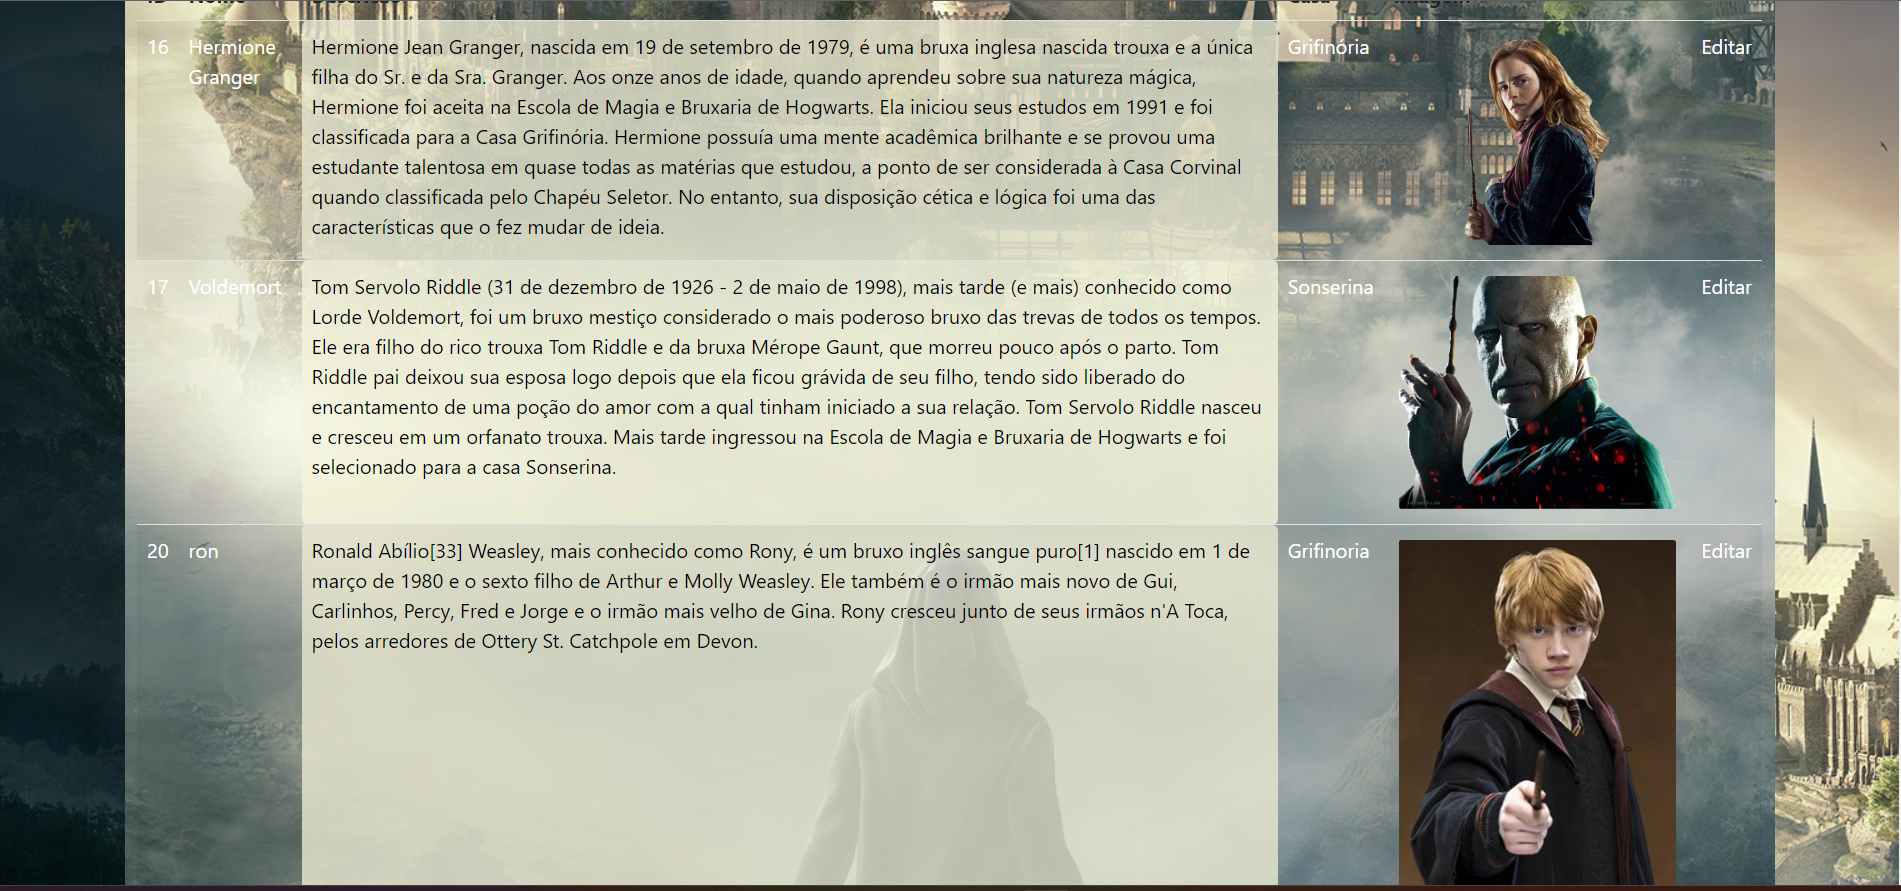 16
Hermione
Granger
Hermione Jean Granger, nascida em 19 de setembro de 1979, é uma bruxa inglesa nascida trouxa e a única
filha do Sr. e da Sra. Granger. Aos onze anos de idade, quando aprendeu sobre sua natureza mágica,
Hermione foi aceita na Escola de Magia e Bruxaria de Hogwarts. Ela iniciou seus estudos em 1991 e foi
classificada para a Casa Grifinória. Hermione possuía uma mente acadêmica brilhante e se provou uma
estudante talentosa em quase todas as matérias que estudou, a ponto de ser considerada à Casa Corvinal
quando classificada pelo Chapéu Seletor. No entanto, sua disposição cética e lógica foi uma das
características que o fez mudar de ideia.
Grifinória
Editar
17
Voldemort
Tom Servolo Riddle (31 de dezembro de 1926 - 2 de maio de 1998), mais tarde (e mais) conhecido como
Lorde Voldemort, foi um bruxo mestiço considerado o mais poderoso bruxo das trevas de todos os tempos.
Ele era filho do rico trouxa Tom Riddle e da bruxa Mérope Gaunt, que morreu pouco após o parto. Tom
Riddle pai deixou sua esposa logo depois que ela ficou grávida de seu filho, tendo sido liberado do
encantamento de uma poção do amor com a qual tinham iniciado a sua relação. Tom Servolo Riddle nasceu
e cresceu em um orfanato trouxa. Mais tarde ingressou na Escola de Magia e Bruxaria de Hogwarts e foi
selecionado para a casa Sonserina.
Sonserina
Editar
20
ron
Ronald Abílio[33] Weasley, mais conhecido como Rony, é um bruxo inglês sangue puro[1] nascido em 1 de
março de 1980 e o sexto filho de Arthur e Molly Weasley. Ele também é o irmão mais novo de Gui,
Carlinhos, Percy, Fred e Jorge e o irmão mais velho de Gina. Rony cresceu junto de seus irmãos n'A Toca,
pelos arredores de Ottery St. Catchpole em Devon.
Grifinoria
Editar